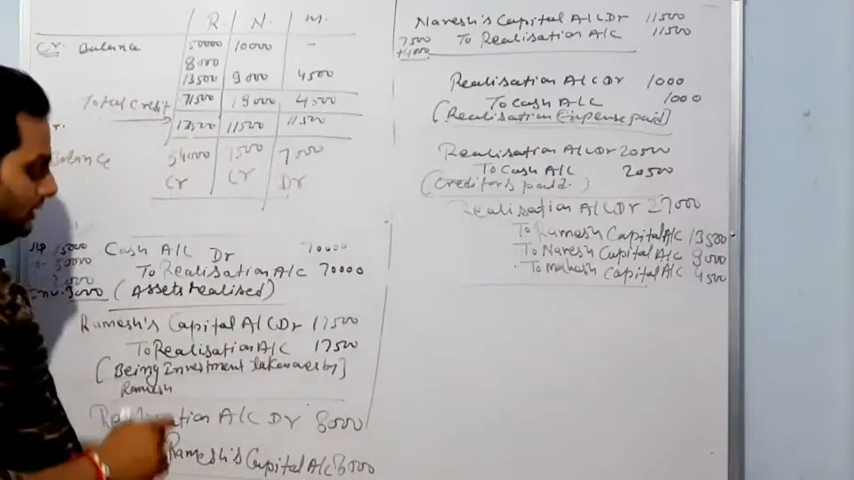 R. N. M.
Cr. Balance 50000 10000 -
8000
13500 9000 4500
Total Credit 71500 19000 4500
17500 11500 11500
Balance 54000 1500 7000
Cr Cr Dr
15000 Cash A/C Dr 70000
50000 To Realisation A/C 70000
(Assets realised)
Ramesh's Capital A/C Dr 17500
To Realisation A/C 17500
(Being Investment taken over by]
Ramesh
A/C Dr 8000
Ramesh's Capital A/C 8000
Naresh's Capital A/C Dr 11500
7500 To Realisation A/C 11500
+4000
Realisation A/C Dr 1000
To Cash A/C 1000
(Realisation Expense paid)
Realisation A/C Dr 20500
To Cash A/C 20500
(Creditor's paid.)
Realisation A/C Dr 27000
To Ramesh Capital A/C 13500
To Naresh Capital A/C 9000
To Mahesh Capital A/C 4500